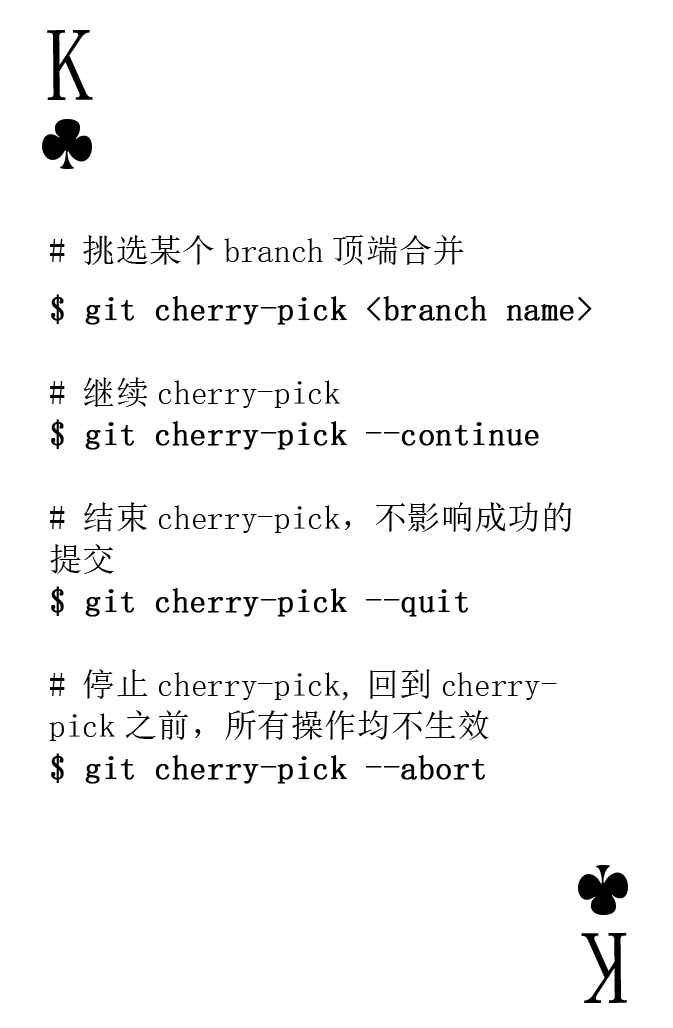 K
# 挑选某个 branch 顶端合并
$ git cherry-pick <branch name>
# 继续 cherry-pick
$ git cherry-pick --continue
# 结束 cherry-pick，不影响成功的
提交
$ git cherry-pick --quit
# 停止 cherry-pick, 回到 cherry-
pick 之前，所有操作均不生效
$ git cherry-pick --abort
K